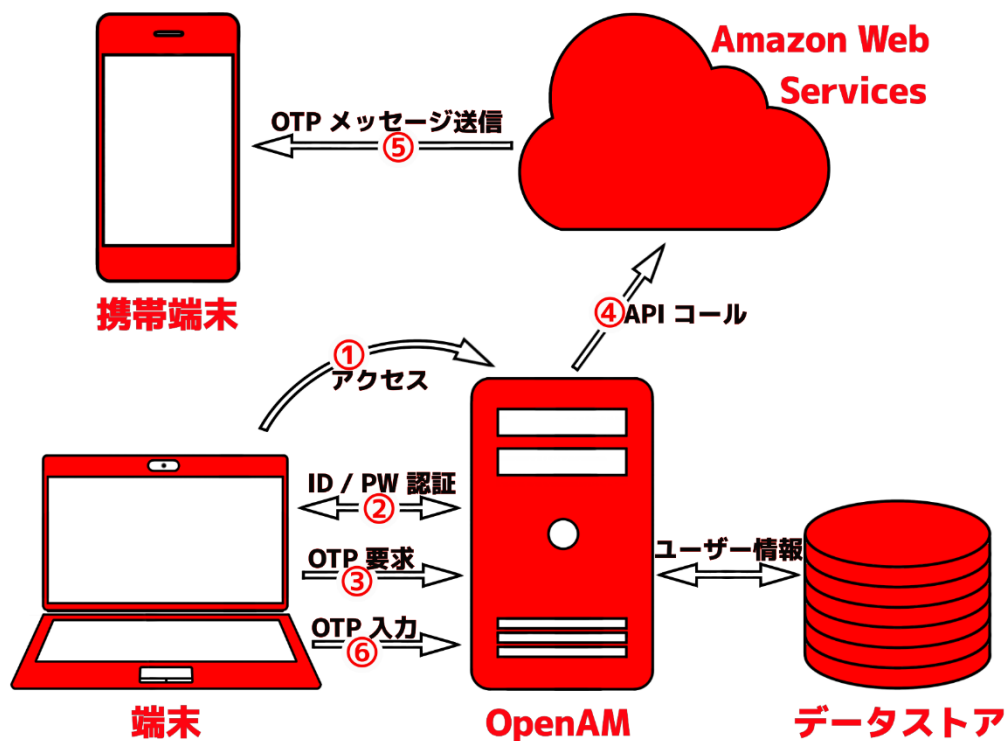 Amazon Web
Services
OTP メッセージ送信
⑤
携帯端末
④API コール
①
アクセス
ID / PW 認証
②
OTP 要求
③
ユーザー情報
OTP 入力
⑥
端末
OpenAM
データストア